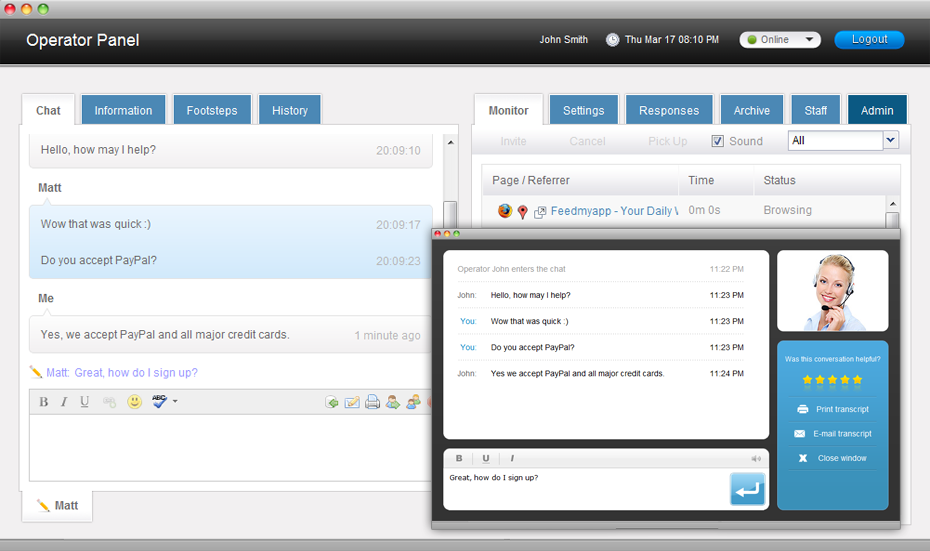 Operator Panel
John Smith
Thu Mar 17 08:10 PM
Online
Logout
Chat
Information
Footsteps
History
Hello, how may I help?
20:09:10
Matt
Wow that was quick :)
20:09:17
Do you accept PayPal?
20:09:23
Me
Yes, we accept PayPal and all major credit cards.
1 minute ago
Matt: Great, how do I sign up?
B I U
ABC
Matt
Monitor
Settings
Responses
Archive
Staff
Admin
Invite
Cancel
Pick Up
Sound
All
Page / Referrer
Time
Status
Feedmyapp - Your Daily
0m 0s
Browsing
Operator John enters the chat
11:22 PM
John: Hello, how may I help?
11:23 PM
You: Wow that was quick :)
11:23 PM
You: Do you accept PayPal?
11:23 PM
John: Yes we accept PayPal and all major credit cards.
11:24 PM
B U I
Great, how do I sign up?
Was this conversation helpful?
Print transcript
E-mail transcript
Close window